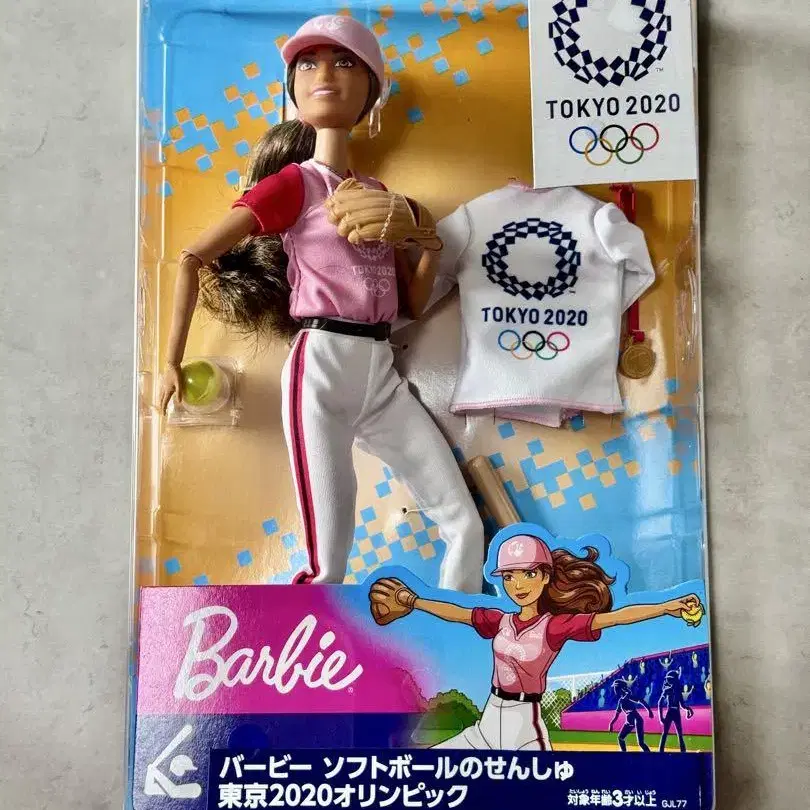 TOKYO 2020
TOKYO 2020
TOKYO 2020
Barbie
バービー ソフトボールのせんしゅ
東京2020オリンピック
対象年齢3才以上
GJL77